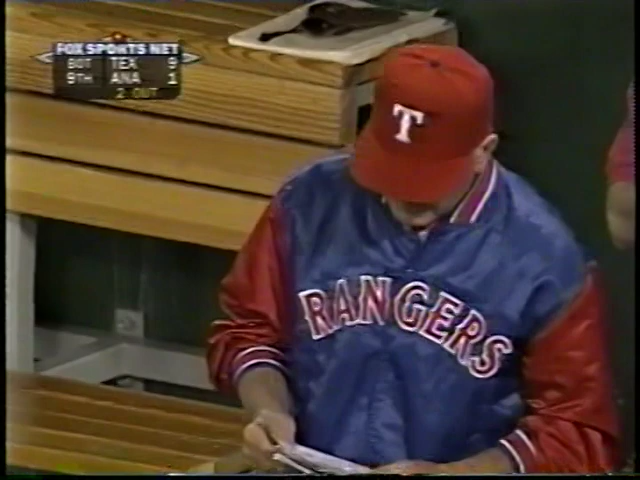 FOX SPORTS NET
BOT TEX 9
9TH ANA 1
2 OUT
T
RANGERS